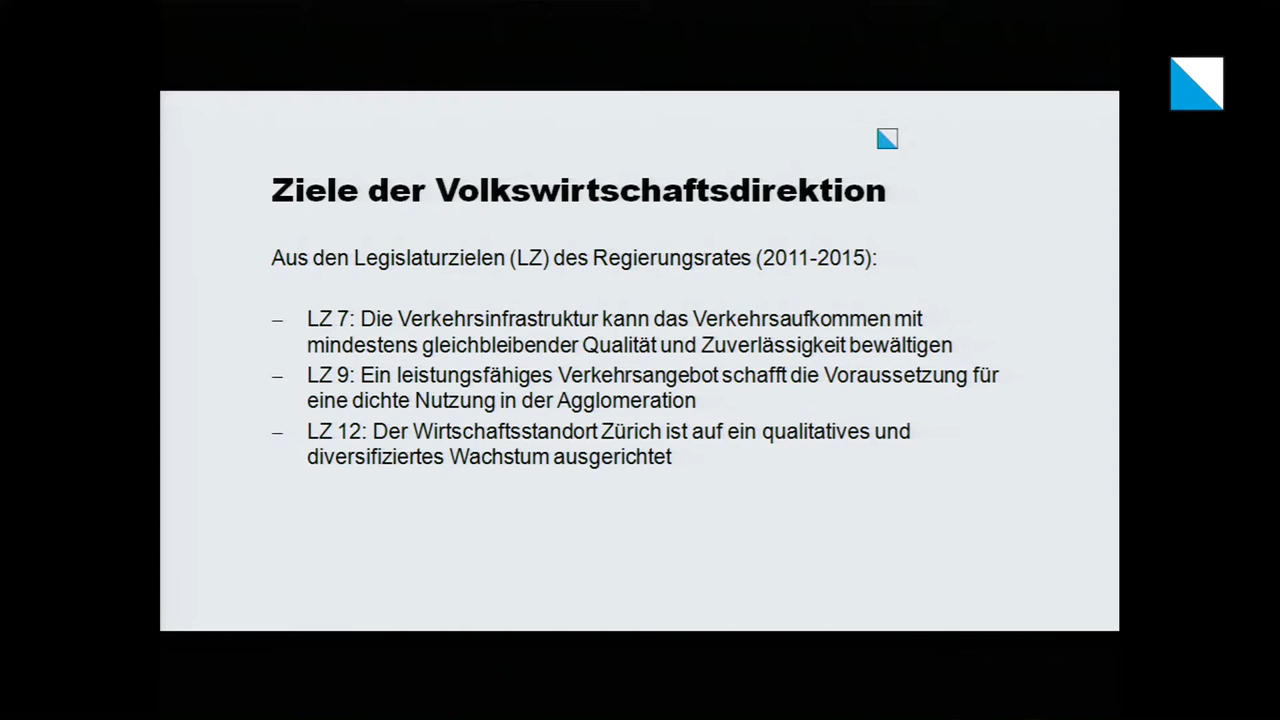 Ziele der Volkswirtschaftsdirektion
Aus den Legislaturzielen (LZ) des Regierungsrates (2011-2015):
– LZ 7: Die Verkehrsinfrastruktur kann das Verkehrsaufkommen mit
mindestens gleichbleibender Qualität und Zuverlässigkeit bewältigen
– LZ 9: Ein leistungsfähiges Verkehrsangebot schafft die Voraussetzung für
eine dichte Nutzung in der Agglomeration
– LZ 12: Der Wirtschaftsstandort Zürich ist auf ein qualitatives und
diversifiziertes Wachstum ausgerichtet